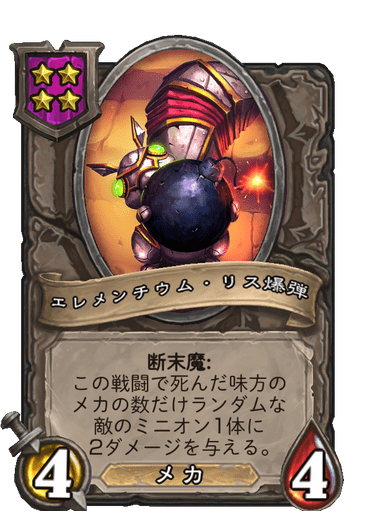 エレメンチウム・リス爆弾
断末魔:
この戦闘で死んだ味方の
メカの数だけランダムな
敵のミニオン1体に
2ダメージを与える。
4
メカ
4